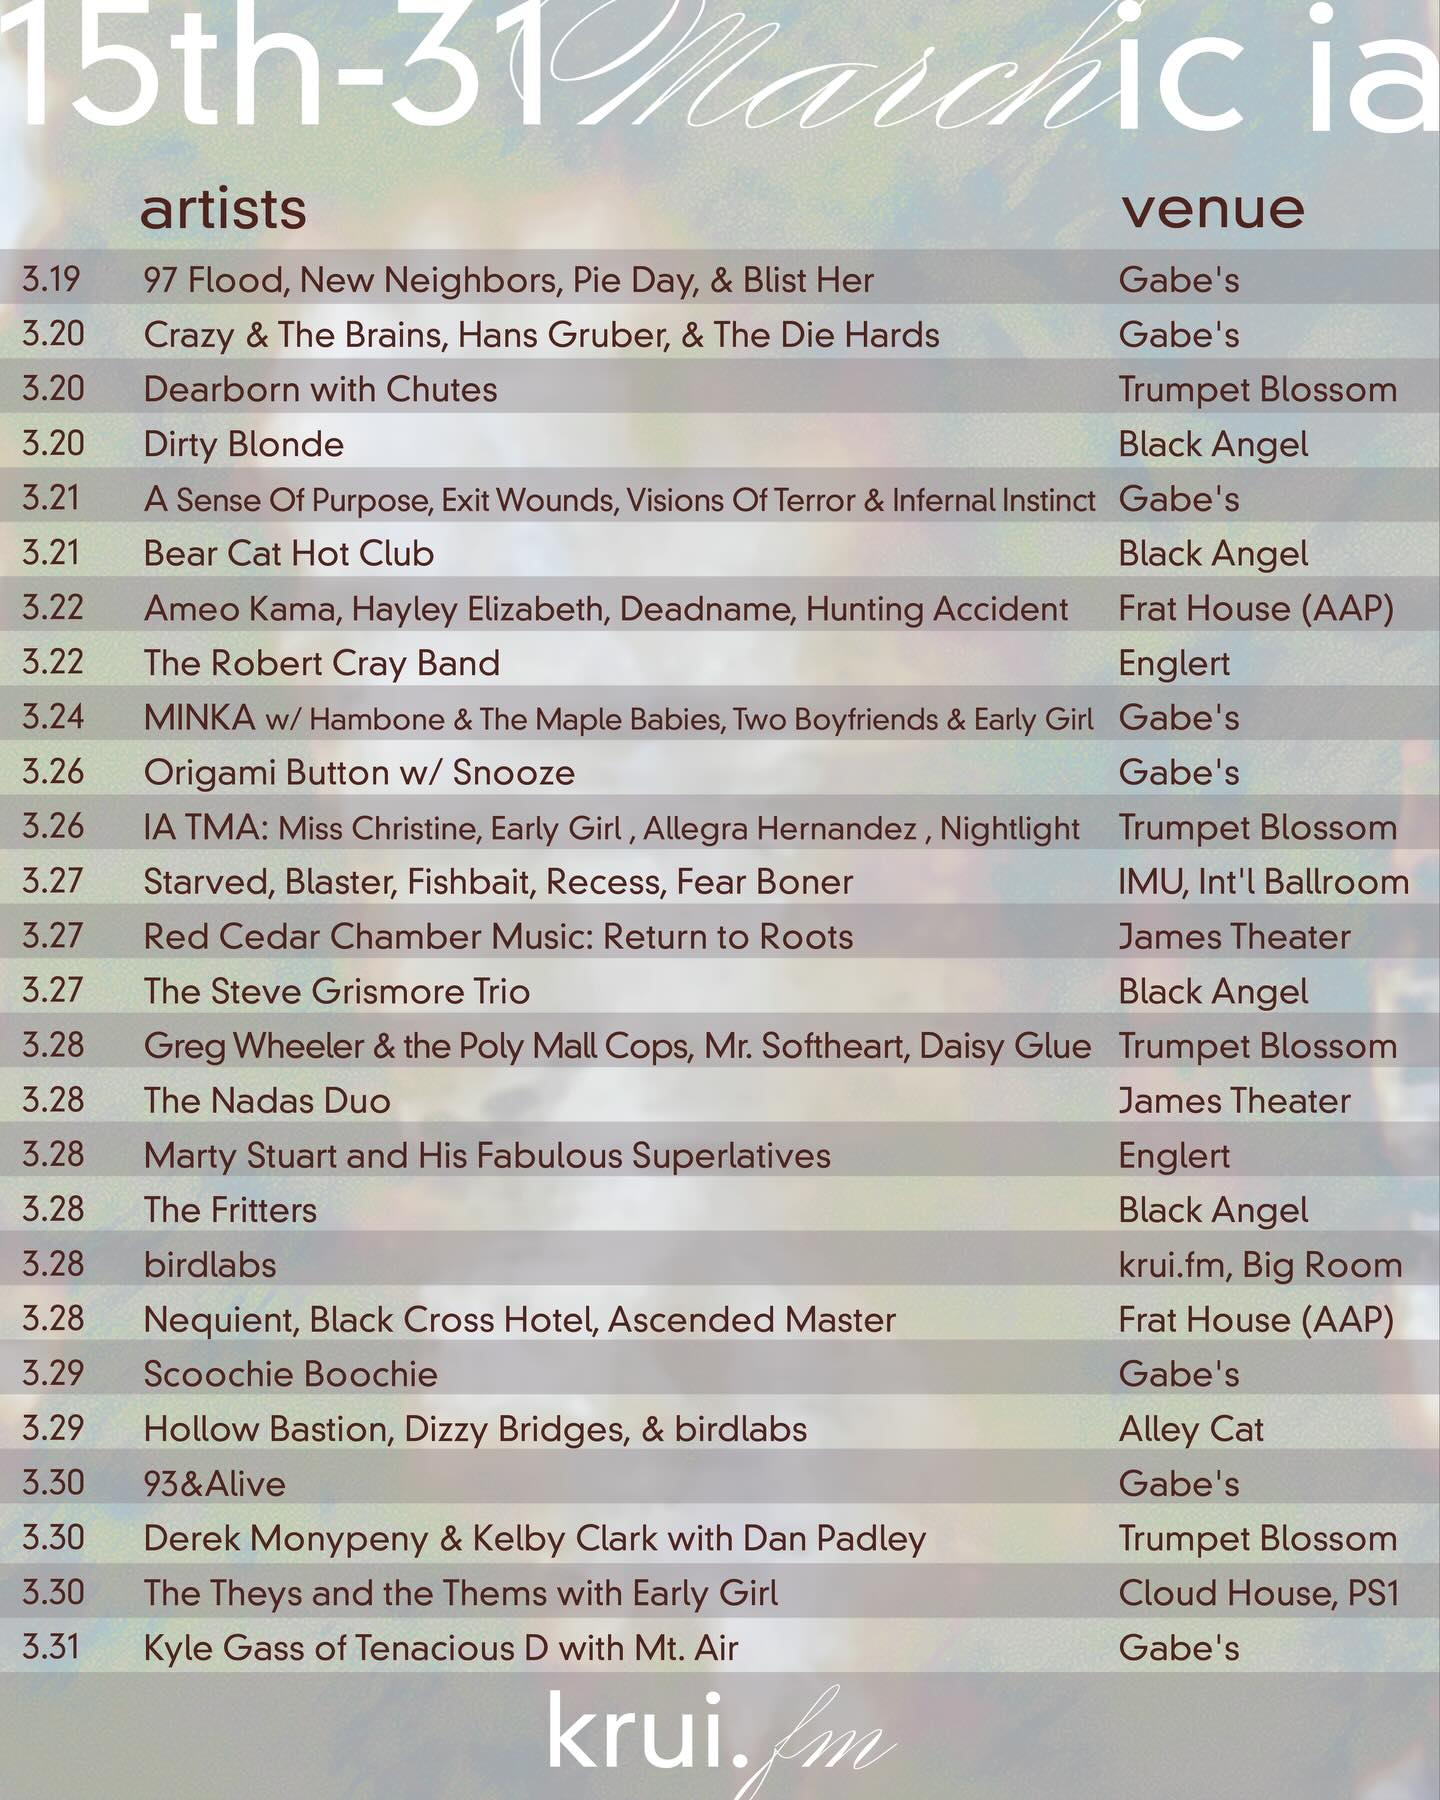 15th-31 March ic ia
artists venue
3.19 97 Flood, New Neighbors, Pie Day, & Blist Her Gabe's
3.20 Crazy & The Brains, Hans Gruber, & The Die Hards Gabe's
3.20 Dearborn with Chutes Trumpet Blossom
3.20 Dirty Blonde Black Angel
3.21 A Sense Of Purpose, Exit Wounds, Visions Of Terror & Infernal Instinct Gabe's
3.21 Bear Cat Hot Club Black Angel
3.22 Ameo Kama, Hayley Elizabeth, Deadname, Hunting Accident Frat House (AAP)
3.22 The Robert Cray Band Englert
3.24 MINKA w/ Hambone & The Maple Babies, Two Boyfriends & Early Girl Gabe's
3.26 Origami Button w/ Snooze Gabe's
3.26 IA TMA: Miss Christine, Early Girl , Allegra Hernandez , Nightlight Trumpet Blossom
3.27 Starved, Blaster, Fishbait, Recess, Fear Boner IMU, Int'l Ballroom
3.27 Red Cedar Chamber Music: Return to Roots James Theater
3.27 The Steve Grismore Trio Black Angel
3.28 Greg Wheeler & the Poly Mall Cops, Mr. Softheart, Daisy Glue Trumpet Blossom
3.28 The Nadas Duo James Theater
3.28 Marty Stuart and His Fabulous Superlatives Englert
3.28 The Fritters Black Angel
3.28 birdlabs krui.fm, Big Room
3.28 Nequient, Black Cross Hotel, Ascended Master Frat House (AAP)
3.29 Scoochie Boochie Gabe's
3.29 Hollow Bastion, Dizzy Bridges, & birdlabs Alley Cat
3.30 93&Alive Gabe's
3.30 Derek Monypeny & Kelby Clark with Dan Padley Trumpet Blossom
3.30 The Theys and the Thems with Early Girl Cloud House, PS1
3.31 Kyle Gass of Tenacious D with Mt. Air Gabe's
krui.fm